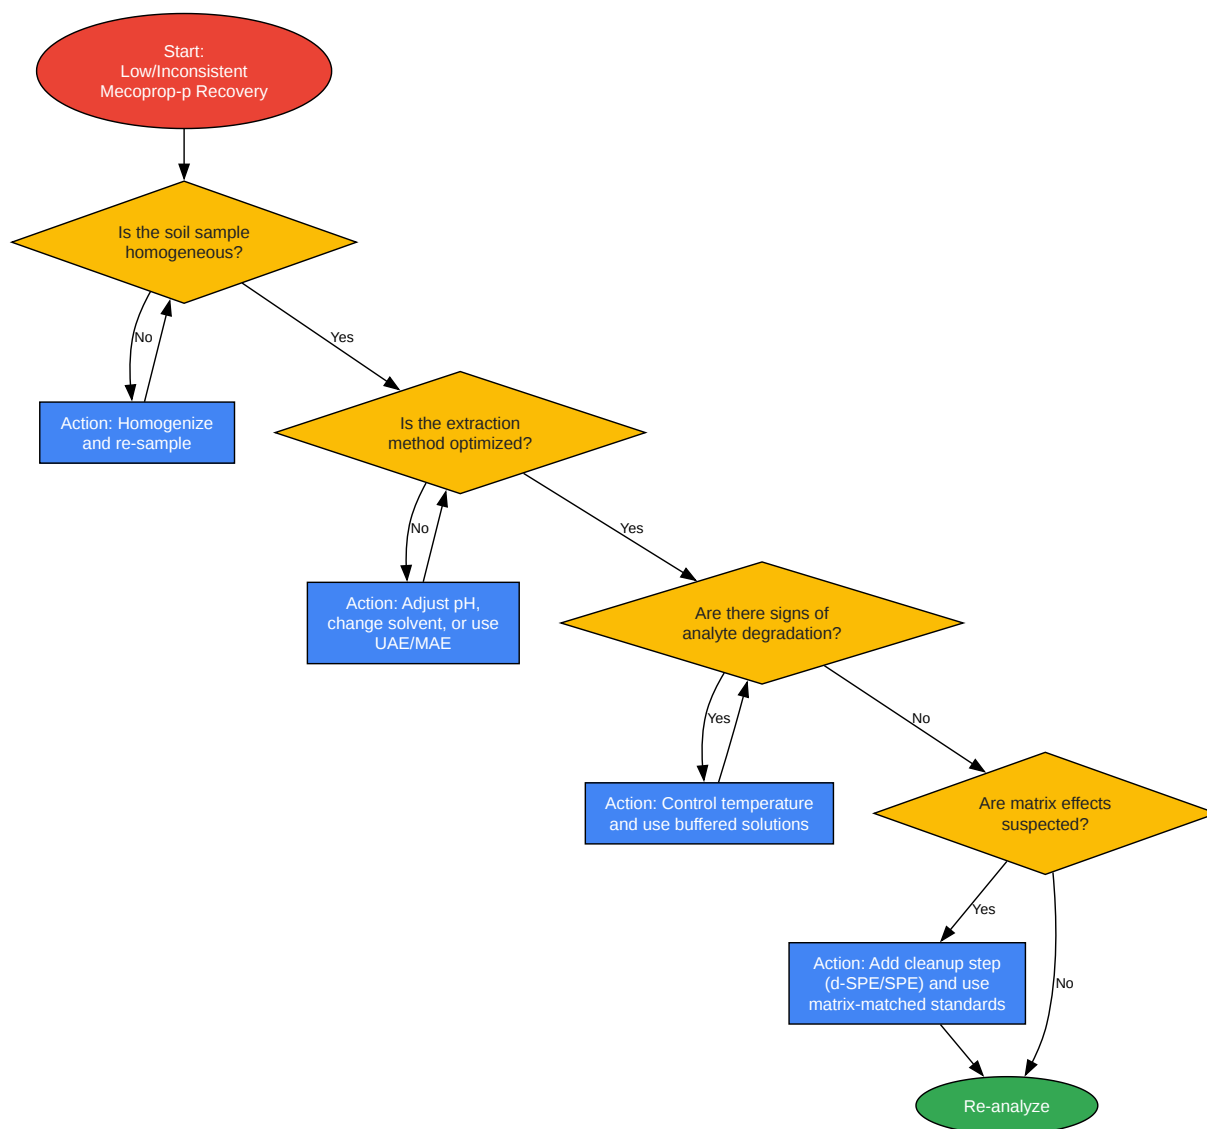 Start:
Low/Inconsistent
Mecoprop-p Recovery
Is the soil sample
homogeneous?
No
Yes
Action: Homogenize
and re-sample
Is the extraction
method optimized?
No
Yes
Action: Adjust pH,
change solvent, or use
UAE/MAE
Are there signs of
analyte degradation?
Yes
No
Action: Control temperature
and use buffered solutions
Are matrix effects
suspected?
Yes
No
Action: Add cleanup step
(d-SPE/SPE) and use
matrix-matched standards
Re-analyze